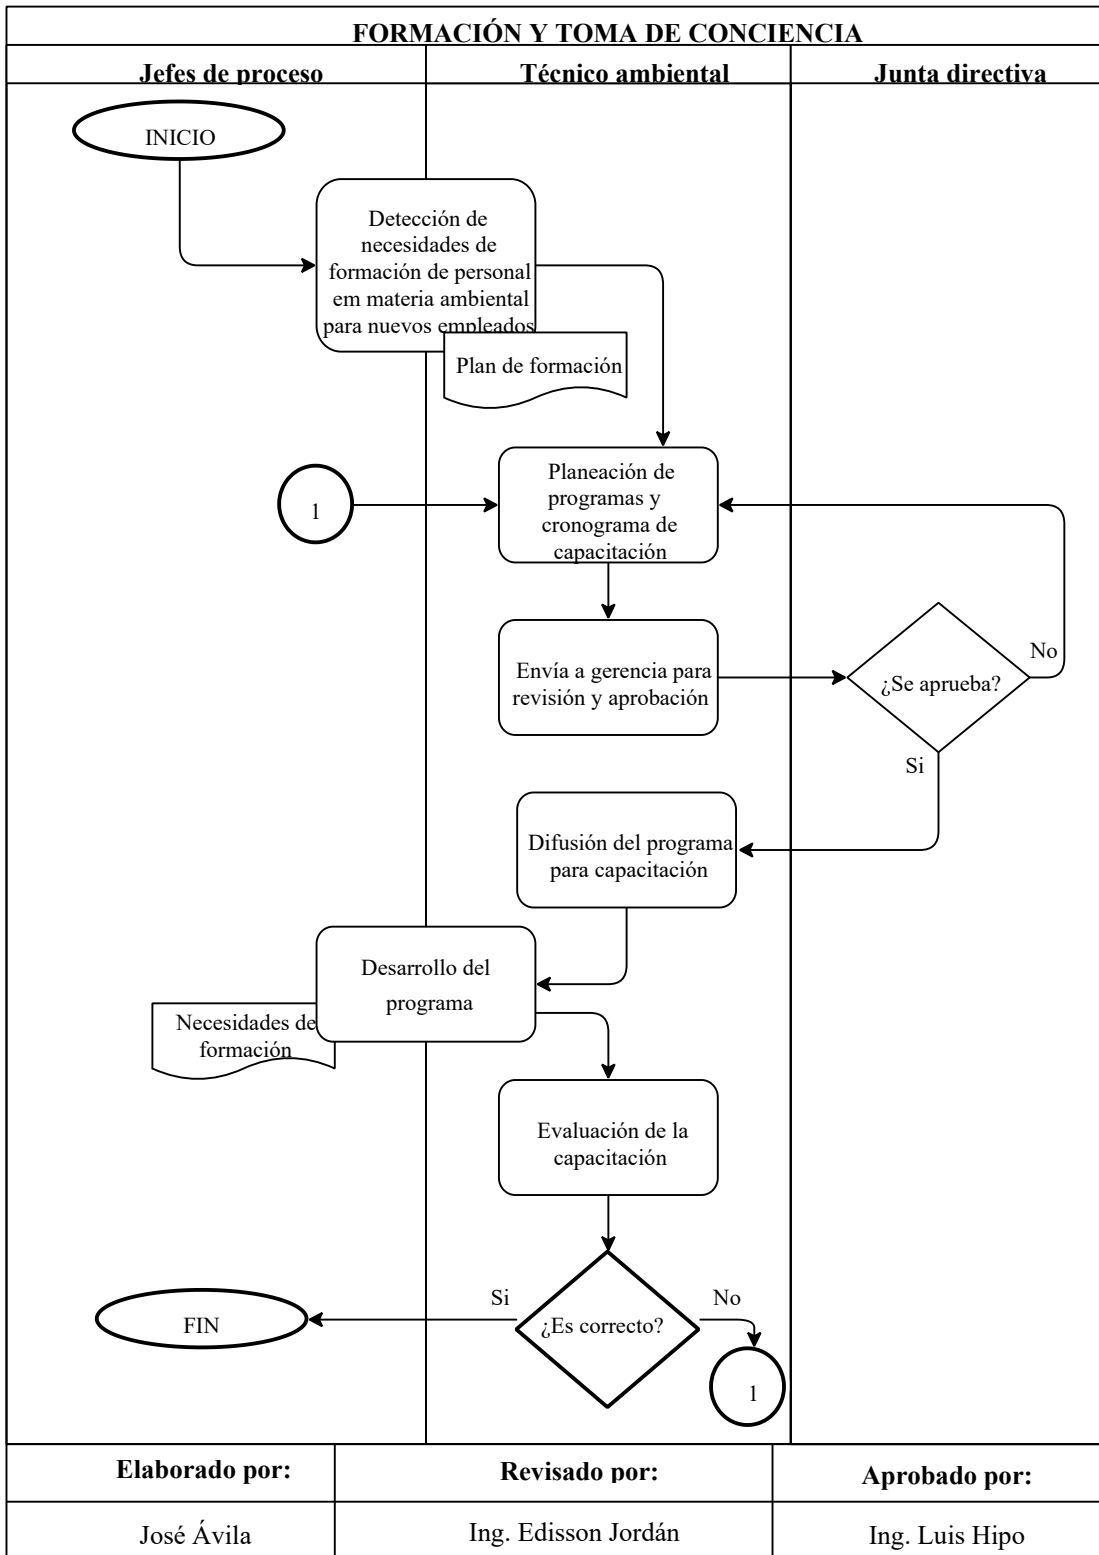 FORMACIÓN Y TOMA DE CONCIENCIA
Jefes de proceso
Técnico ambiental
Junta directiva
INICIO
Detección de
necesidades de
formación de personal
em materia ambiental
para nuevos empleados
Plan de formación
1
Planeación de
programas y
cronograma de
capacitación
Envía a gerencia para
revisión y aprobación
¿Se aprueba?
No
Si
Difusión del programa
para capacitación
Desarrollo del
programa
Necesidades de
formación
Evaluación de la
capacitación
¿Es correcto?
Si
No
FIN
1
Elaborado por:
Revisado por:
Aprobado por:
José Ávila
Ing. Edisson Jordán
Ing. Luis Hipo